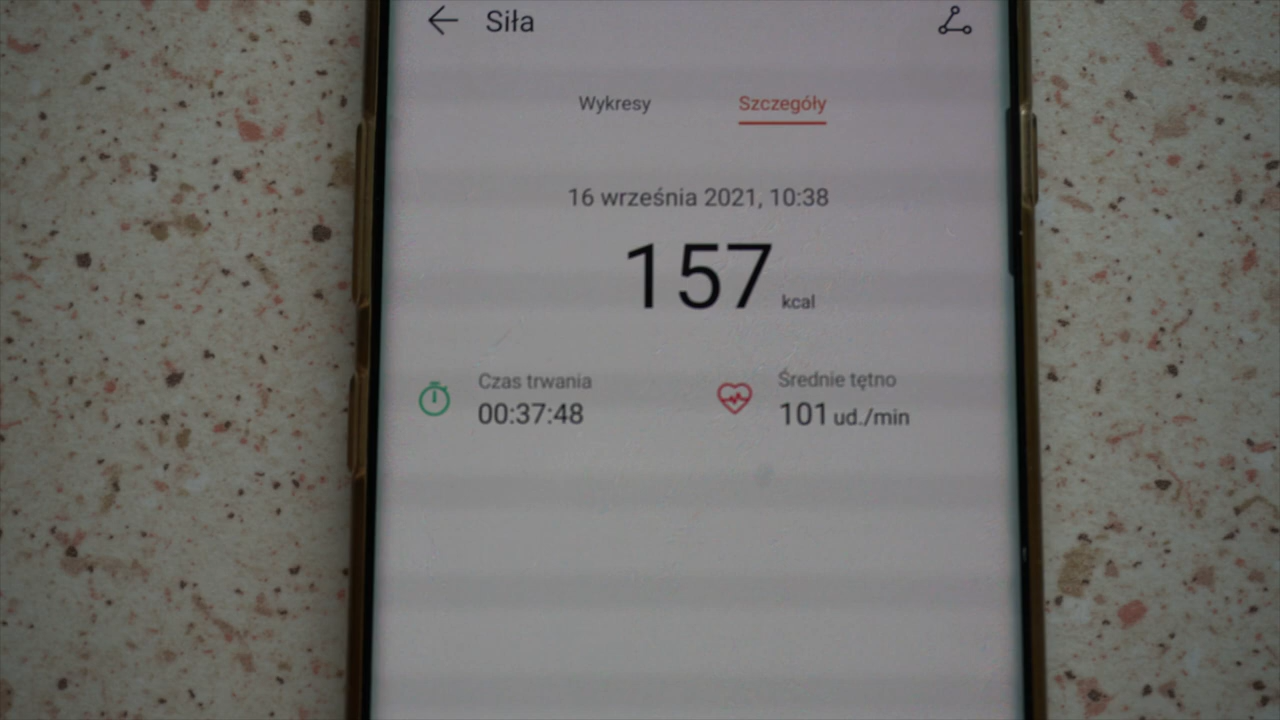 Siła
Wykresy Szczegóły
16 września 2021, 10:38
157 kcal
Czas trwania Średnie tętno
00:37:48 101 ud./min